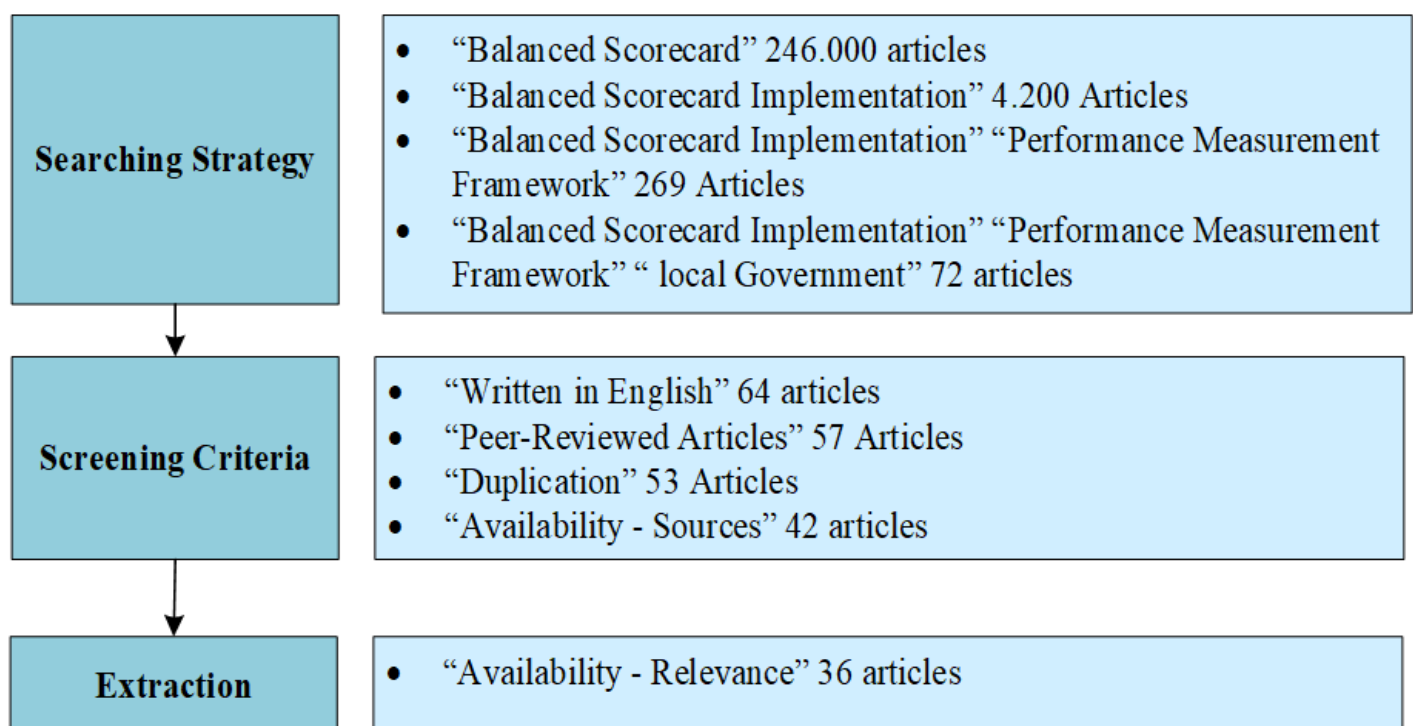 Searching Strategy
• “Balanced Scorecard” 246.000 articles
• “Balanced Scorecard Implementation” 4.200 Articles
• “Balanced Scorecard Implementation” “Performance Measurement
Framework” 269 Articles
• “Balanced Scorecard Implementation” “Performance Measurement
Framework” “ local Government” 72 articles
Screening Criteria
• “Written in English” 64 articles
• “Peer-Reviewed Articles” 57 Articles
• “Duplication” 53 Articles
• “Availability - Sources” 42 articles
Extraction
• “Availability - Relevance” 36 articles